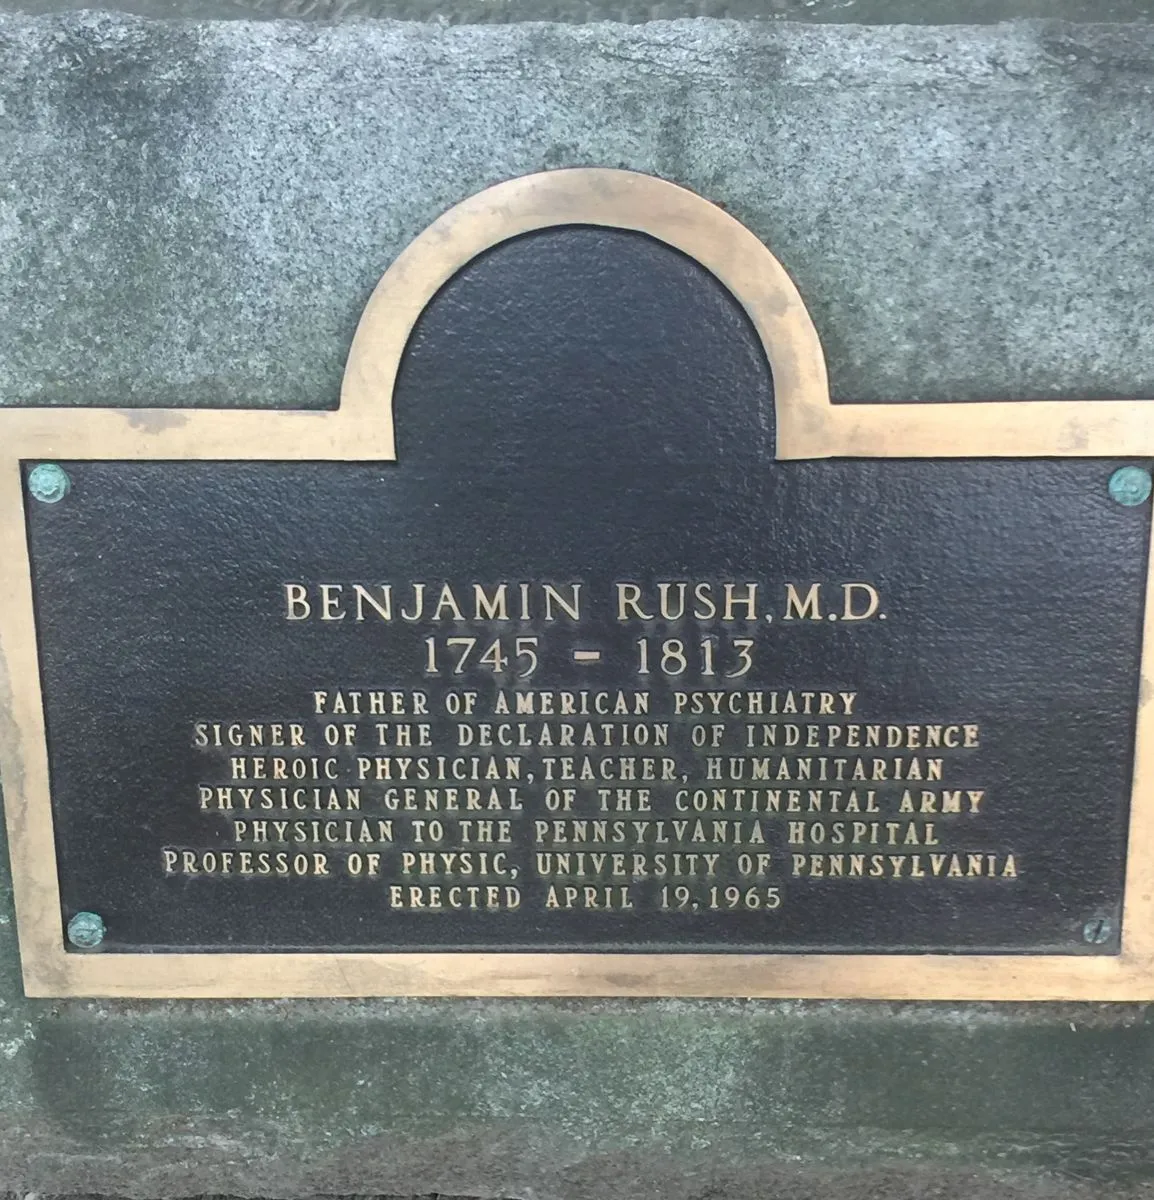 BENJAMIN RUSH, M.D.
1745 - 1813
FATHER OF AMERICAN PSYCHIATRY
SIGNER OF THE DECLARATION OF INDEPENDENCE
HEROIC PHYSICIAN, TEACHER, HUMANITARIAN
PHYSICIAN GENERAL OF THE CONTINENTAL ARMY
PHYSICIAN TO THE PENNSYLVANIA HOSPITAL
PROFESSOR OF PHYSIC, UNIVERSITY OF PENNSYLVANIA
ERECTED APRIL 19, 1965